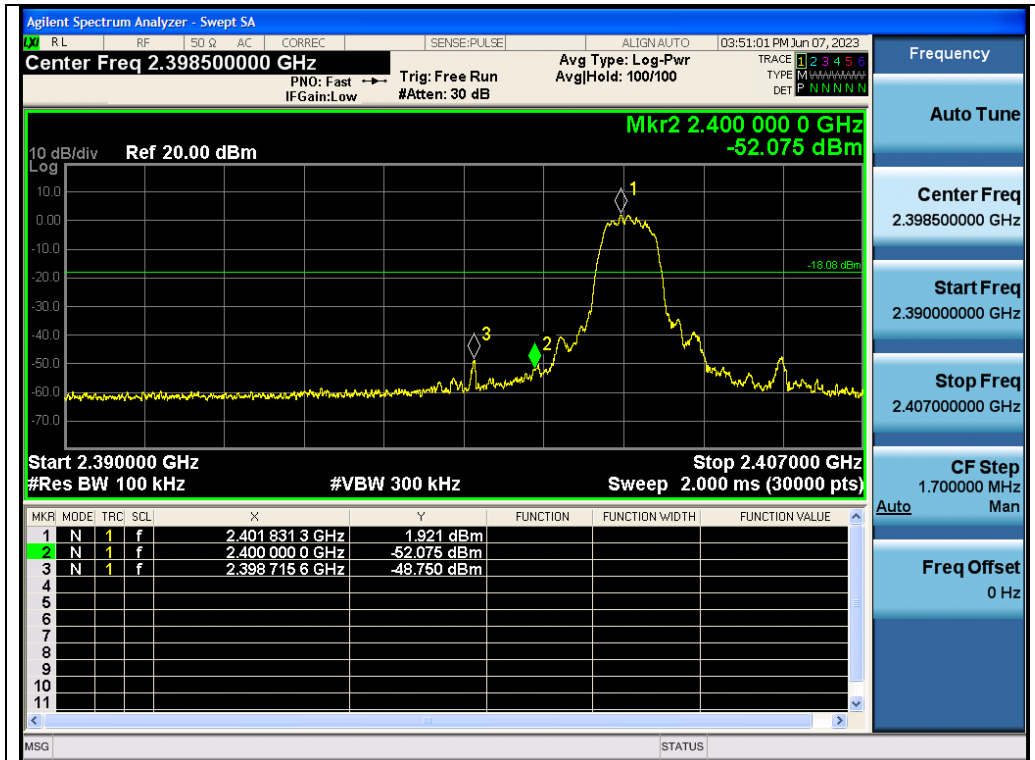 Agilent Spectrum Analyzer - Swept SA
LXI RL RF 50 Ω AC CORREC SENSE:PULSE ALIGN AUTO 03:51:01 PM Jun 07, 2023
Center Freq 2.398500000 GHz
PNO: Fast
IFGain:Low
Trig: Free Run
#Atten: 30 dB
Avg Type: Log-Pwr
Avg|Hold: 100/100
TRACE 1 2 3 4 5 6
TYPE M WWWWW
DET P N N N N N
Mkr2 2.400 000 0 GHz
-52.075 dBm
10 dB/div Ref 20.00 dBm
Log
10.0
0.00
-10.0
-20.0
-30.0
-40.0
-50.0
-60.0
-70.0
1
-18.08 dBm
3
2
Start 2.390000 GHz Stop 2.407000 GHz
#Res BW 100 kHz #VBW 300 kHz Sweep 2.000 ms (30000 pts)
MKR MODE TRC SCL X Y FUNCTION FUNCTION WIDTH FUNCTION VALUE
1 N 1 f 2.401 831 3 GHz 1.921 dBm
2 N 1 f 2.400 000 0 GHz -52.075 dBm
3 N 1 f 2.398 715 6 GHz -48.750 dBm
4
5
6
7
8
9
10
11
MSG STATUS
Frequency
Auto Tune
Center Freq
2.398500000 GHz
Start Freq
2.390000000 GHz
Stop Freq
2.407000000 GHz
CF Step
1.700000 MHz
Auto Man
Freq Offset
0 Hz